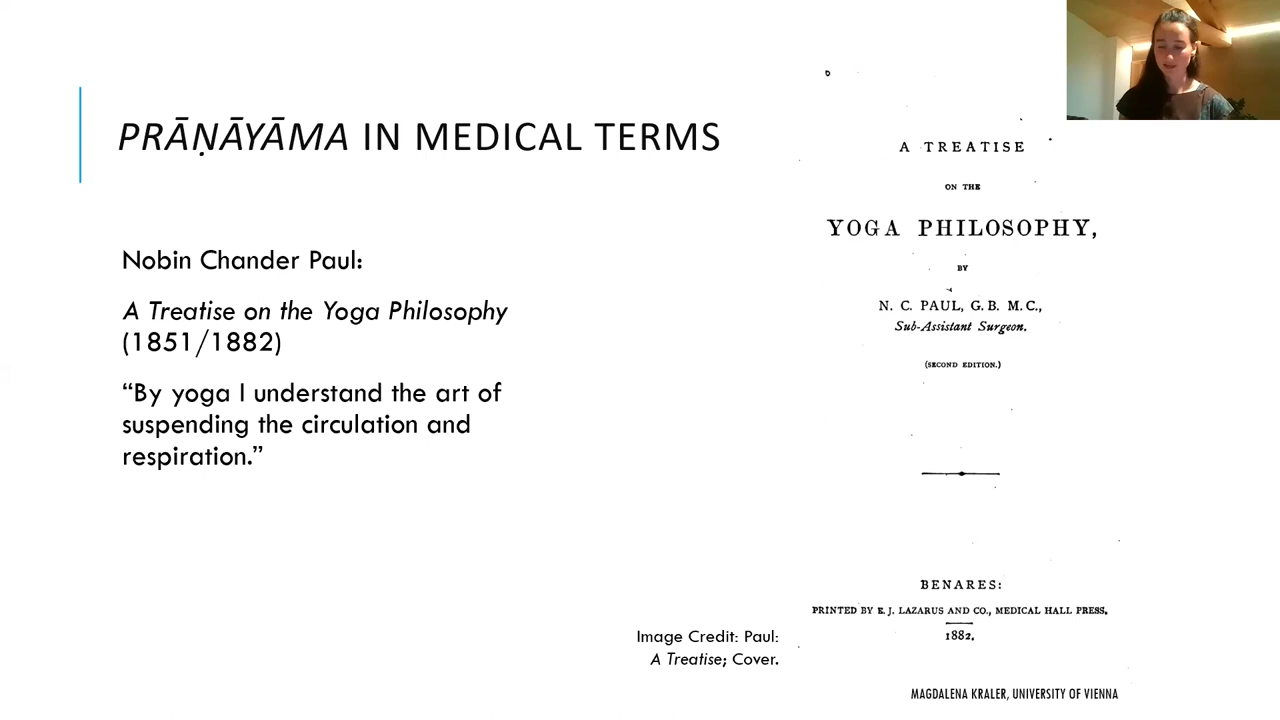 PRĀṆĀYĀMA IN MEDICAL TERMS
Nobin Chander Paul:
A Treatise on the Yoga Philosophy
(1851/1882)
“By yoga I understand the art of
suspending the circulation and
respiration.”
A TREATISE
ON THE
YOGA PHILOSOPHY,
BY
N. C. PAUL, G. B. M. C.,
Sub-Assistant Surgeon.
(SECOND EDITION.)
BENARES:
PRINTED BY E. J. LAZARUS AND CO., MEDICAL HALL PRESS.
1882.
Image Credit: Paul:
A Treatise; Cover.
MAGDALENA KRALER, UNIVERSITY OF VIENNA